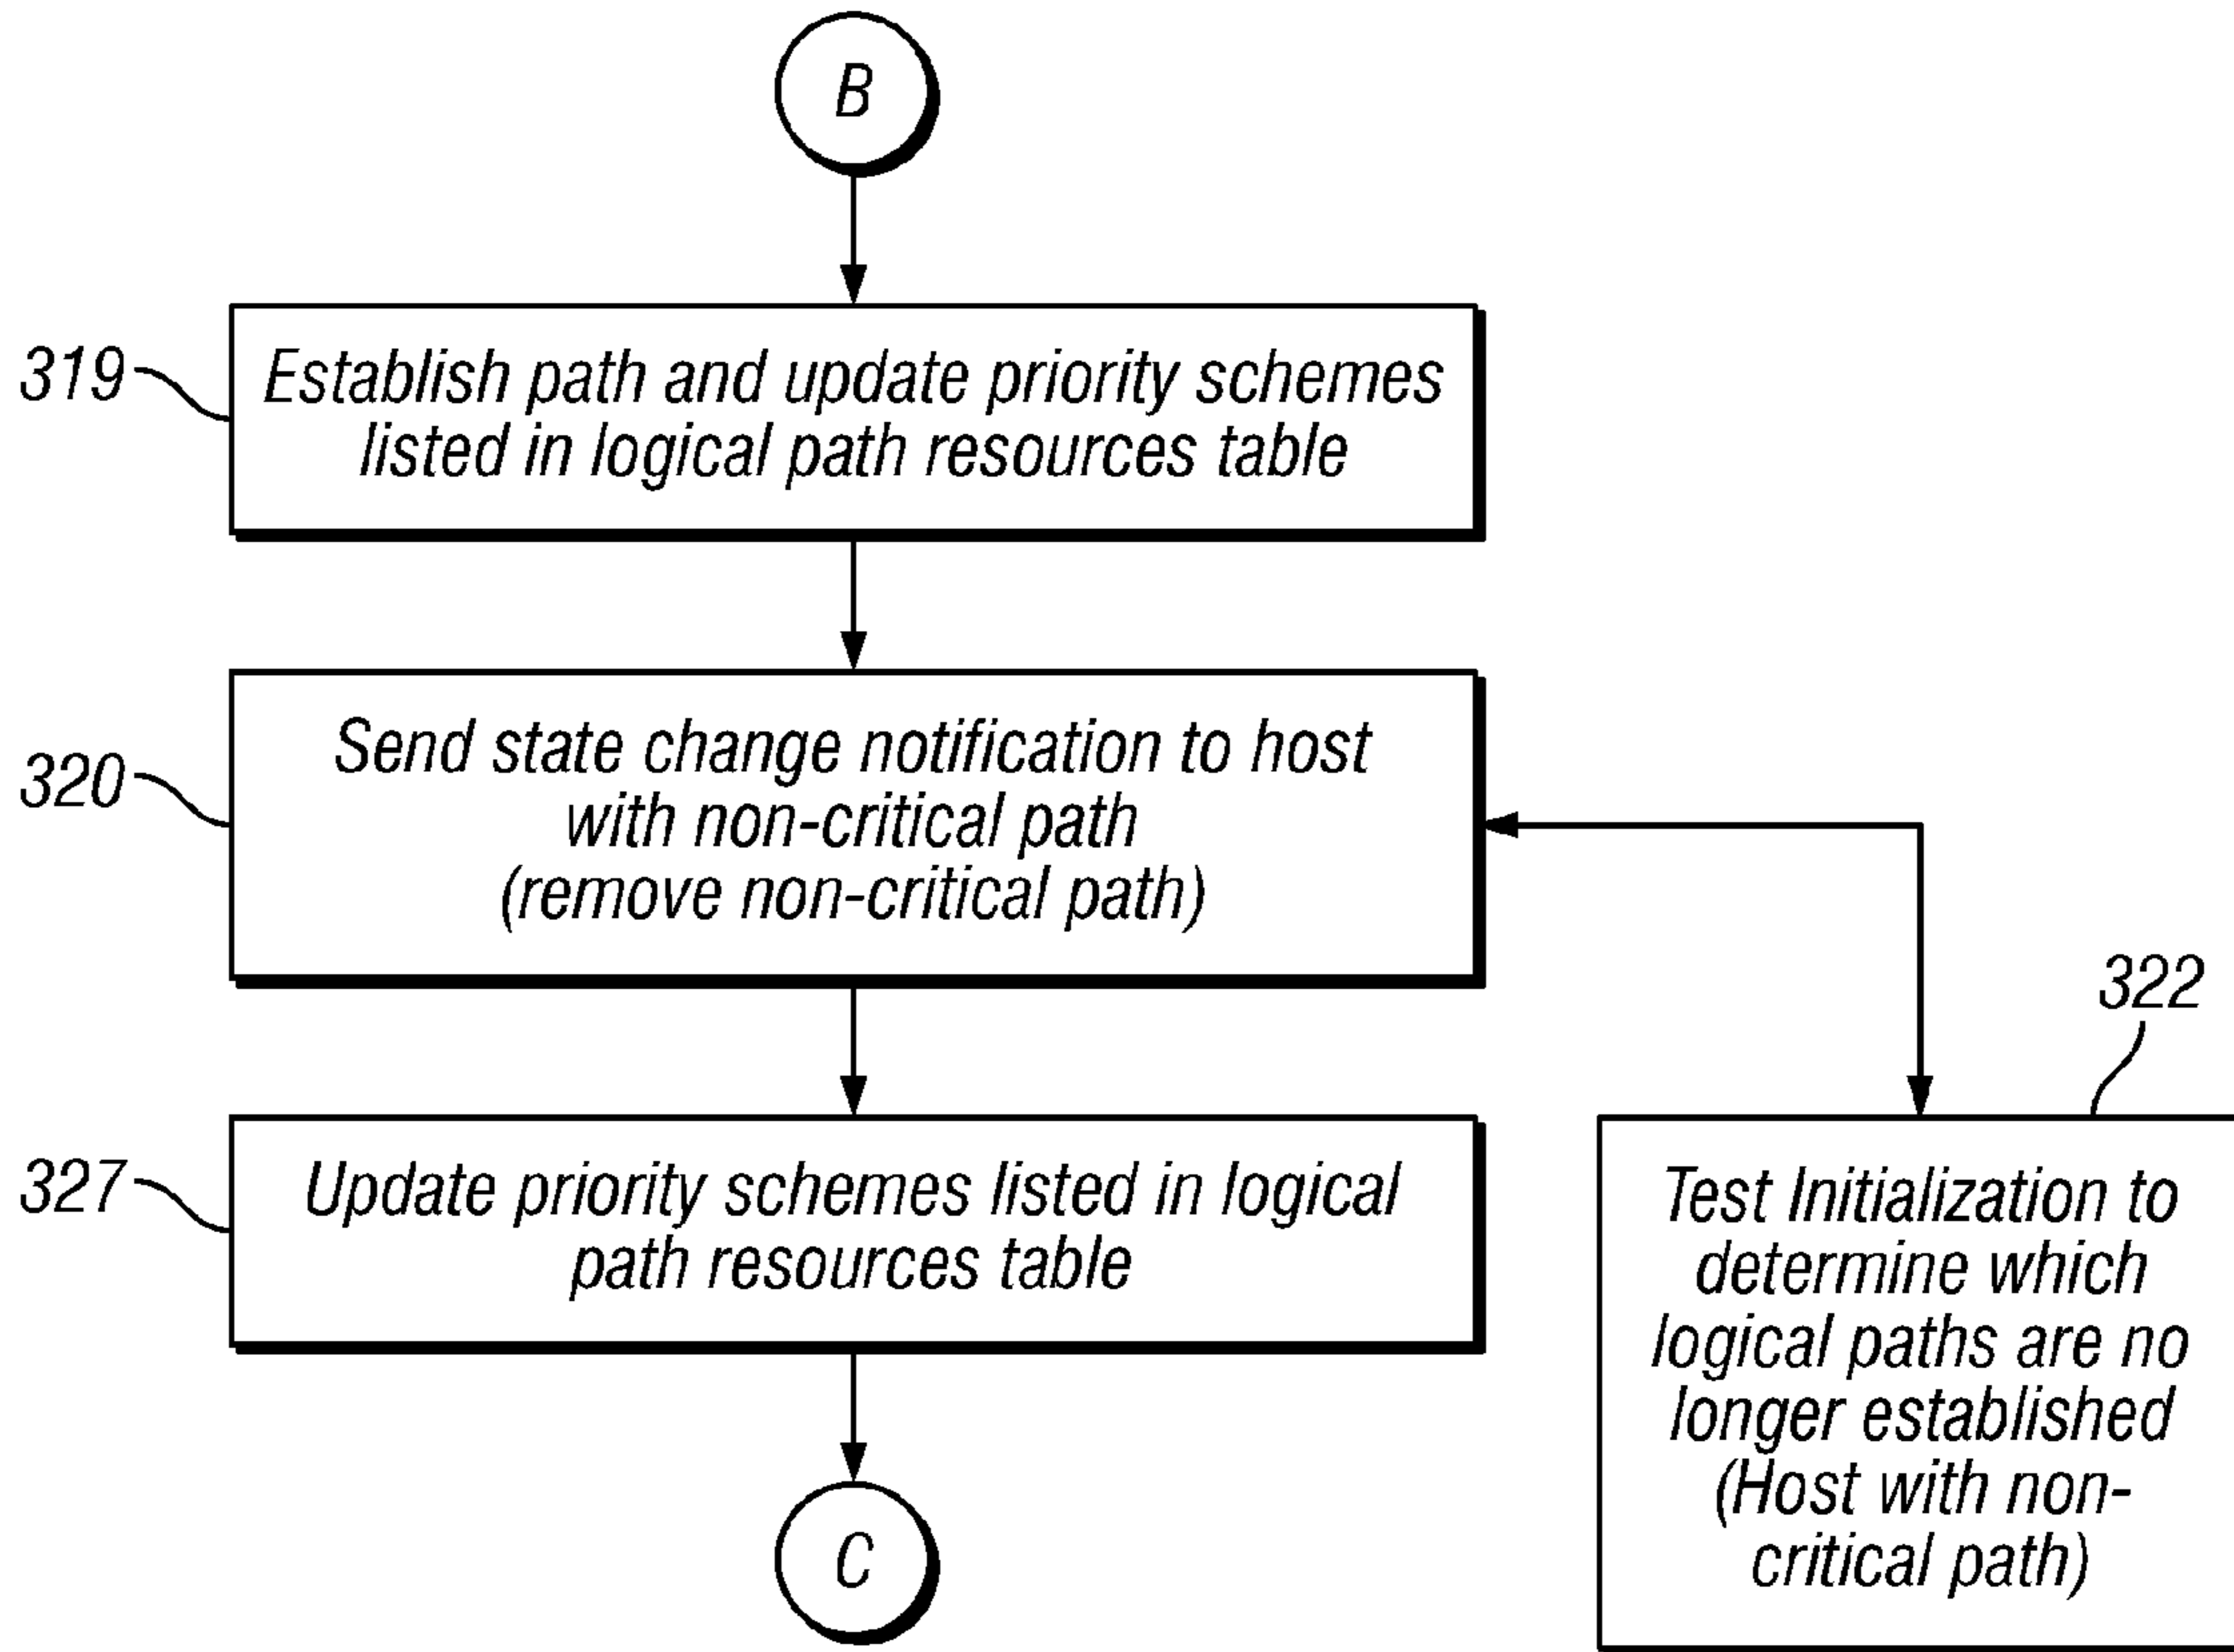 B
319
Establish path and update priority schemes
listed in logical path resources table
320
Send state change notification to host
with non-critical path
(remove non-critical path)
322
327
Update priority schemes listed in logical
path resources table
Test Initialization to
determine which
logical paths are no
longer established
(Host with non-
critical path)
C